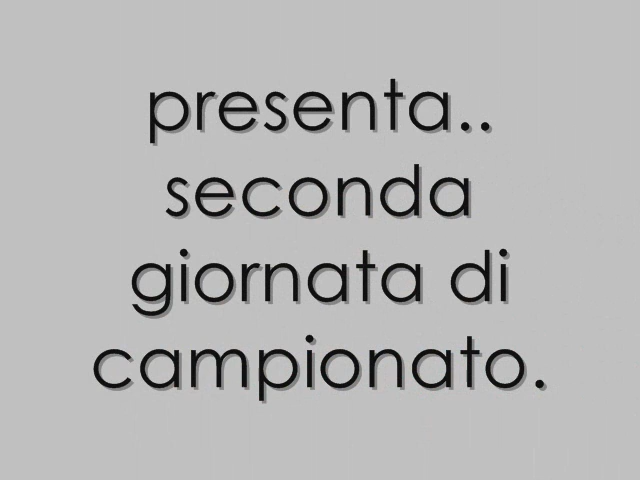 presenta..
seconda
giornata di
campionato.